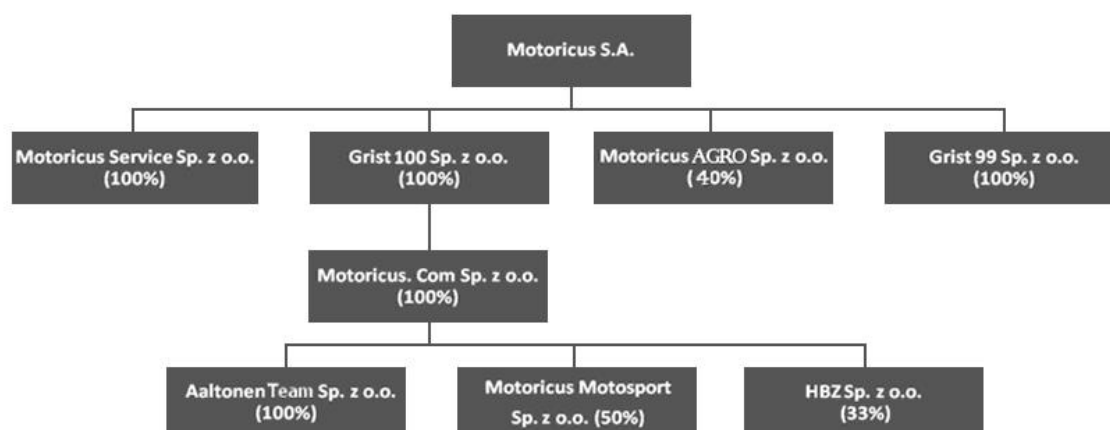 Motoricus S.A.
Motoricus Service Sp. z o.o.
(100%)
Grist 100 Sp. z o.o.
(100%)
Motoricus AGRO Sp. z o.o.
( 40%)
Grist 99 Sp. z o.o.
(100%)
Motoricus. Com Sp. z o.o.
(100%)
Aaltonen Team Sp. z o.o.
(100%)
Motoricus Motosport
Sp. z o.o. (50%)
HBZ Sp. z o.o.
(33%)